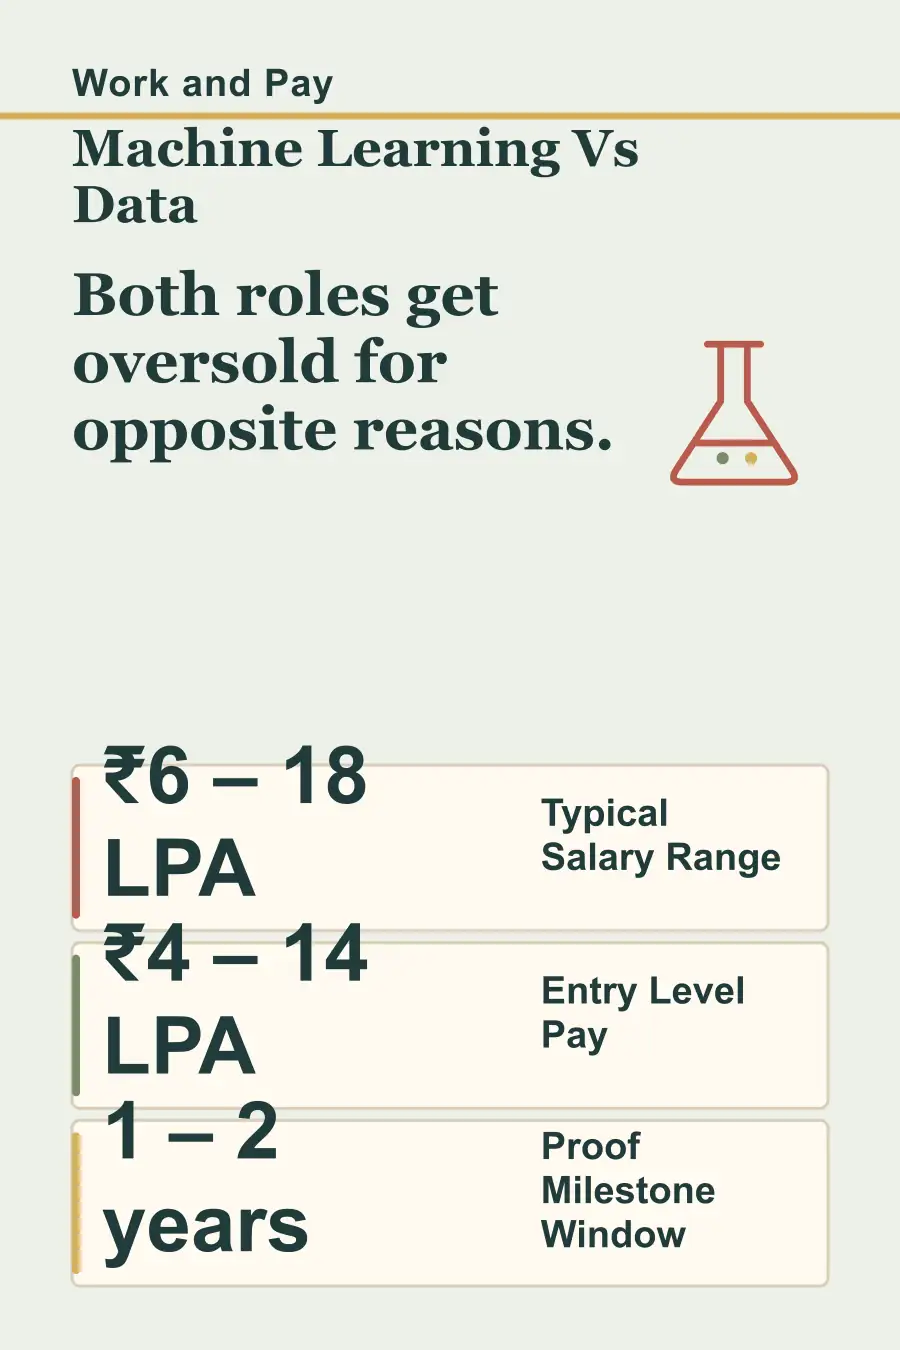 Work and Pay
Machine Learning Vs
Data
Both roles get
oversold for
opposite reasons.
₹6 – 18
LPA
Typical
Salary Range
₹4 – 14
LPA
Entry Level
Pay
1 – 2
years
Proof
Milestone
Window